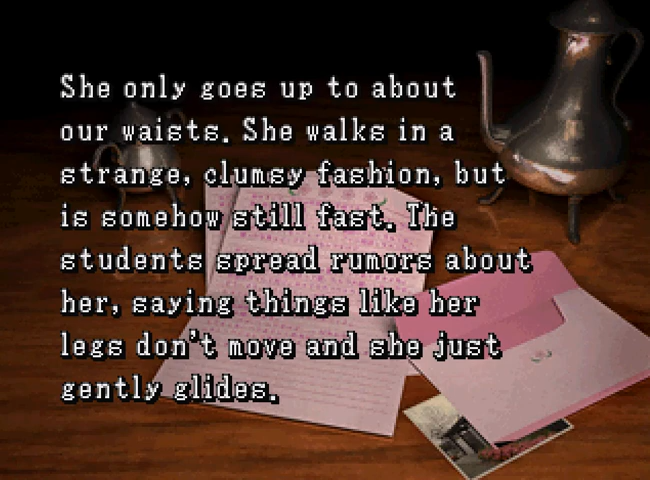 She only goes up to about
our waists. She walks in a
strange, clumsy fashion, but
is somehow still fast. The
students spread rumors about
her, saying things like her
legs don't move and she just
gently glides.